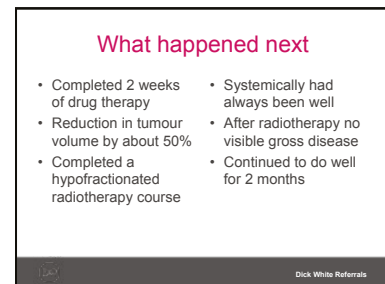 What happened next
• Completed 2 weeks
of drug therapy
• Reduction in tumour
volume by about 50%
• Completed a
hypofractionated
radiotherapy course
• Systemically had
always been well
• After radiotherapy no
visible gross disease
• Continued to do well
for 2 months
Dick White Referrals